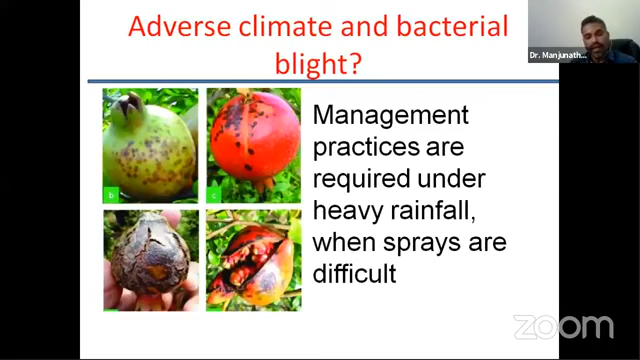 Adverse climate and bacterial
blight?
Dr. Manjunath...
Management
practices are
required under
heavy rainfall,
when sprays are
difficult
b
c
zoom